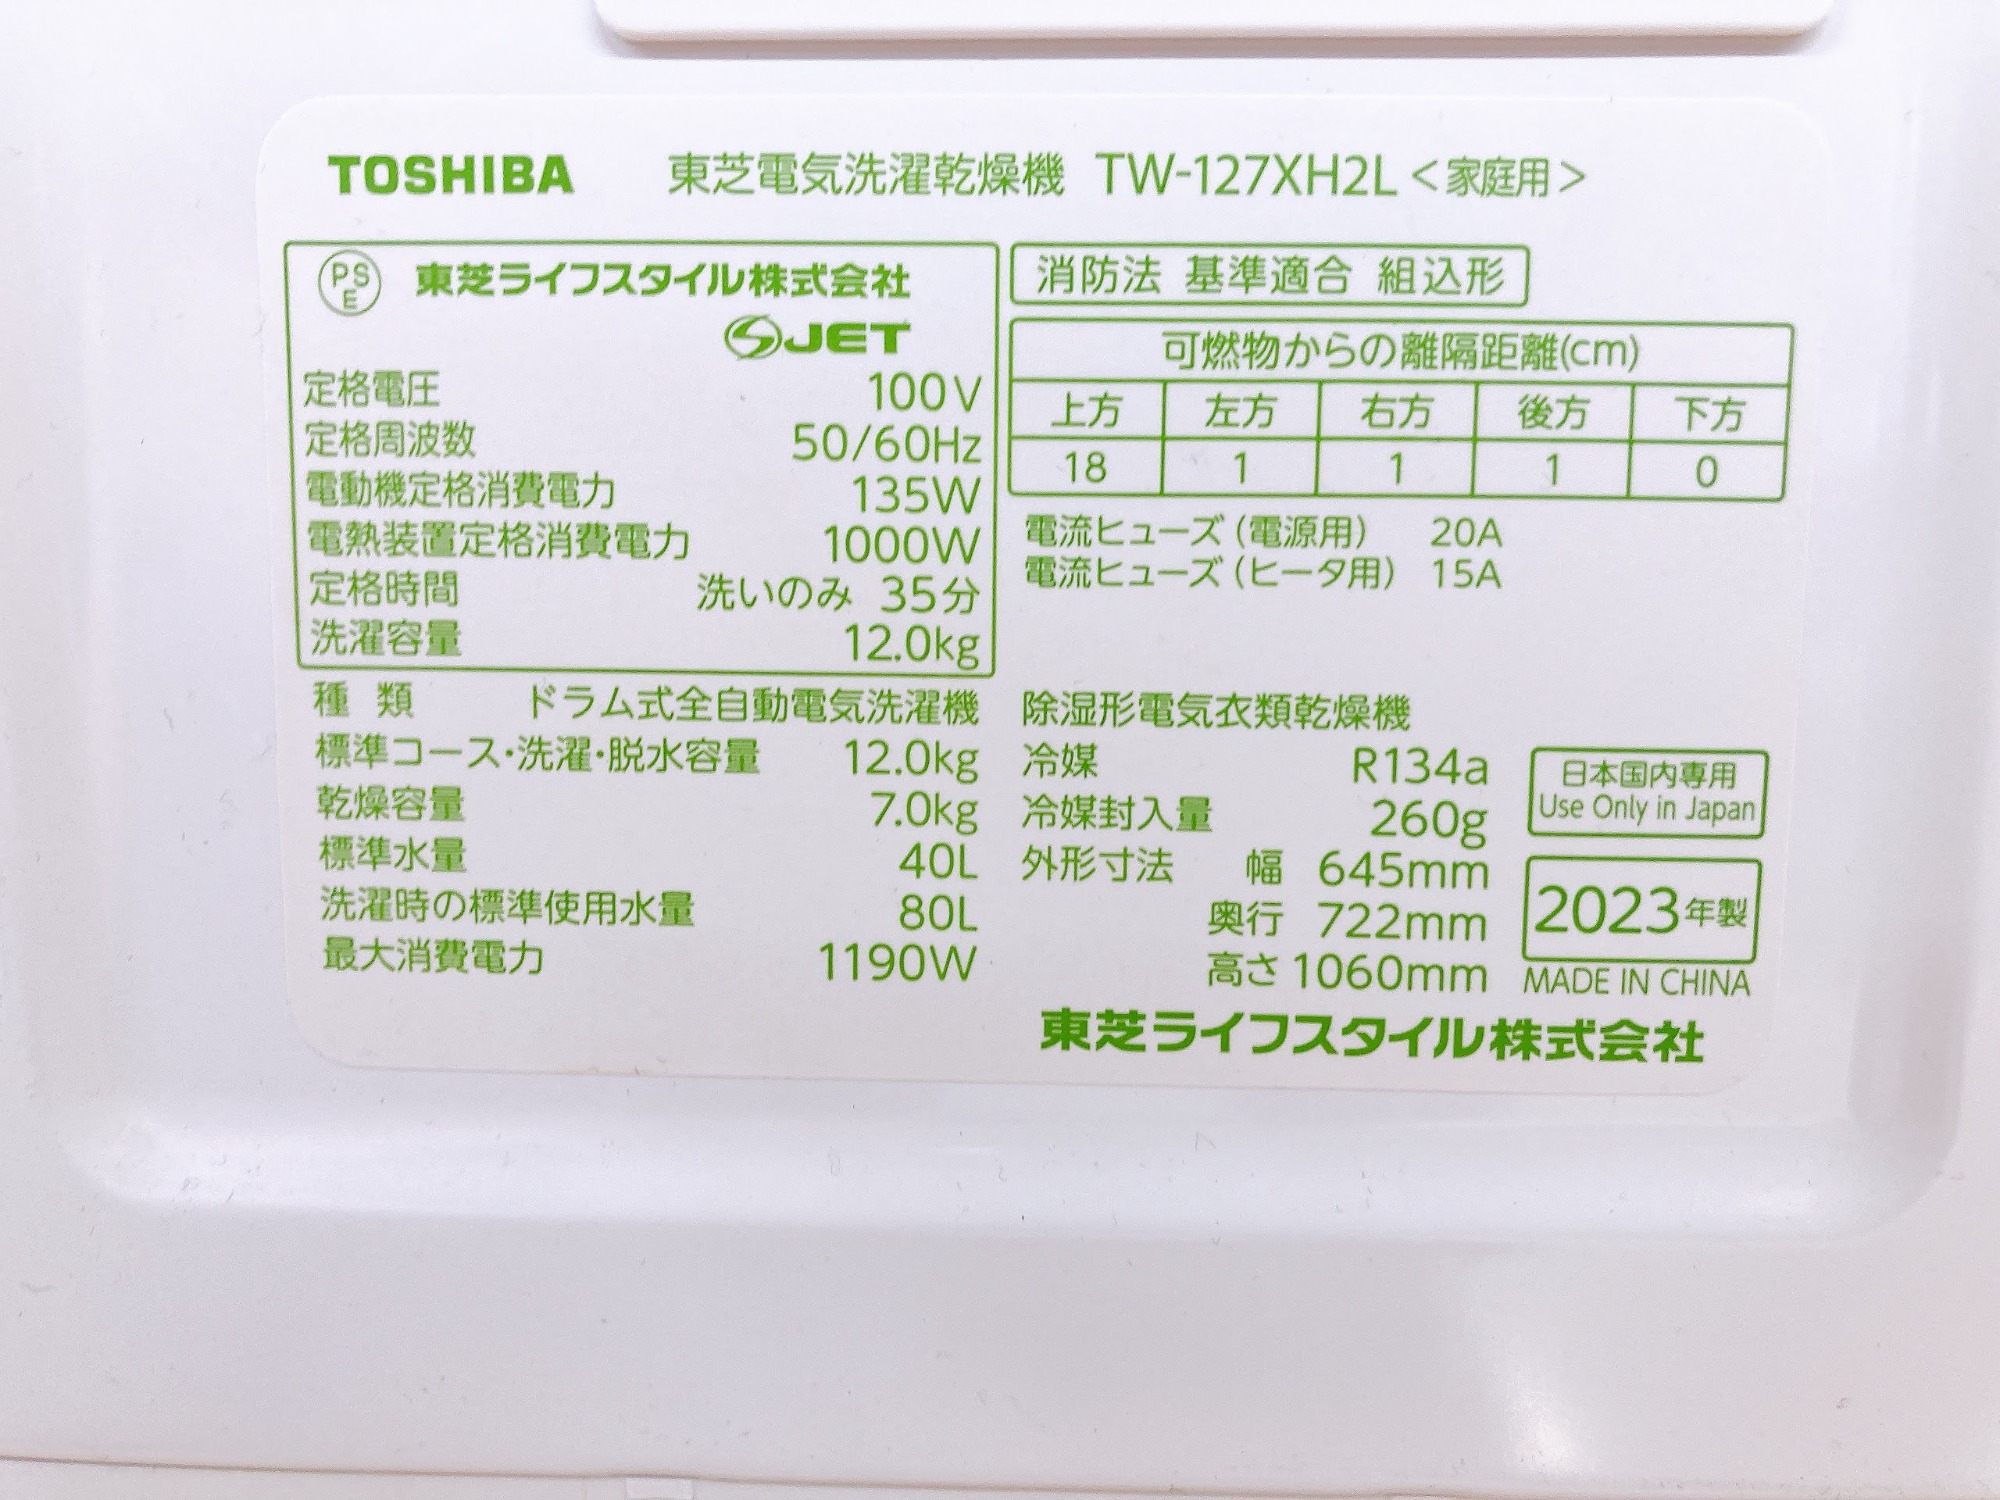 TOSHIBA 東芝電気洗濯乾燥機 TW-127XH2L <家庭用>
PSE 東芝ライフスタイル株式会社
JET
定格電圧 100V
定格周波数 50/60Hz
電動機定格消費電力 135W
電熱装置定格消費電力 1000W
定格時間 洗いのみ 35分
洗濯容量 12.0kg
種 類 ドラム式全自動電気洗濯機
標準コース・洗濯・脱水容量 12.0kg
乾燥容量 7.0kg
標準水量 40L
洗濯時の標準使用水量 80L
最大消費電力 1190W
消防法 基準適合 組込形
可燃物からの離隔距離(cm)
上方 左方 右方 後方 下方
18 1 1 1 0
電流ヒューズ(電源用) 20A
電流ヒューズ(ヒータ用) 15A
除湿形電気衣類乾燥機
冷媒 R134a
冷媒封入量 260g
外形寸法 幅 645mm
奥行 722mm
高さ 1060mm
日本国内専用
Use Only in Japan
2023年製
MADE IN CHINA
東芝ライフスタイル株式会社